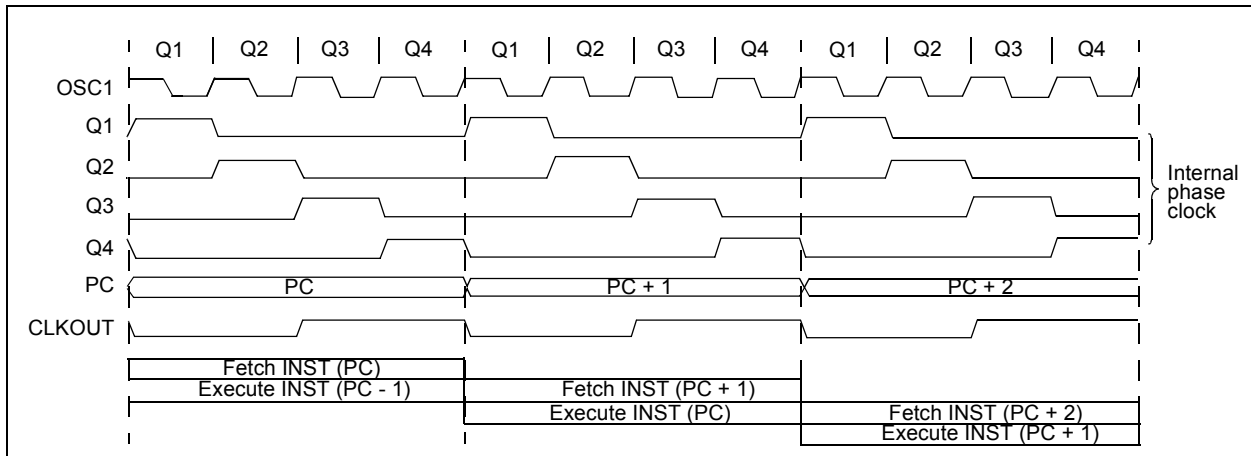 Q1 Q2 Q3 Q4 Q1 Q2 Q3 Q4 Q1 Q2 Q3 Q4
OSC1
Q1
Q2
Q3
Q4
Internal
phase
clock
PC PC PC + 1 PC + 2
CLKOUT
Fetch INST (PC)
Execute INST (PC - 1) Fetch INST (PC + 1)
Execute INST (PC) Fetch INST (PC + 2)
Execute INST (PC + 1)